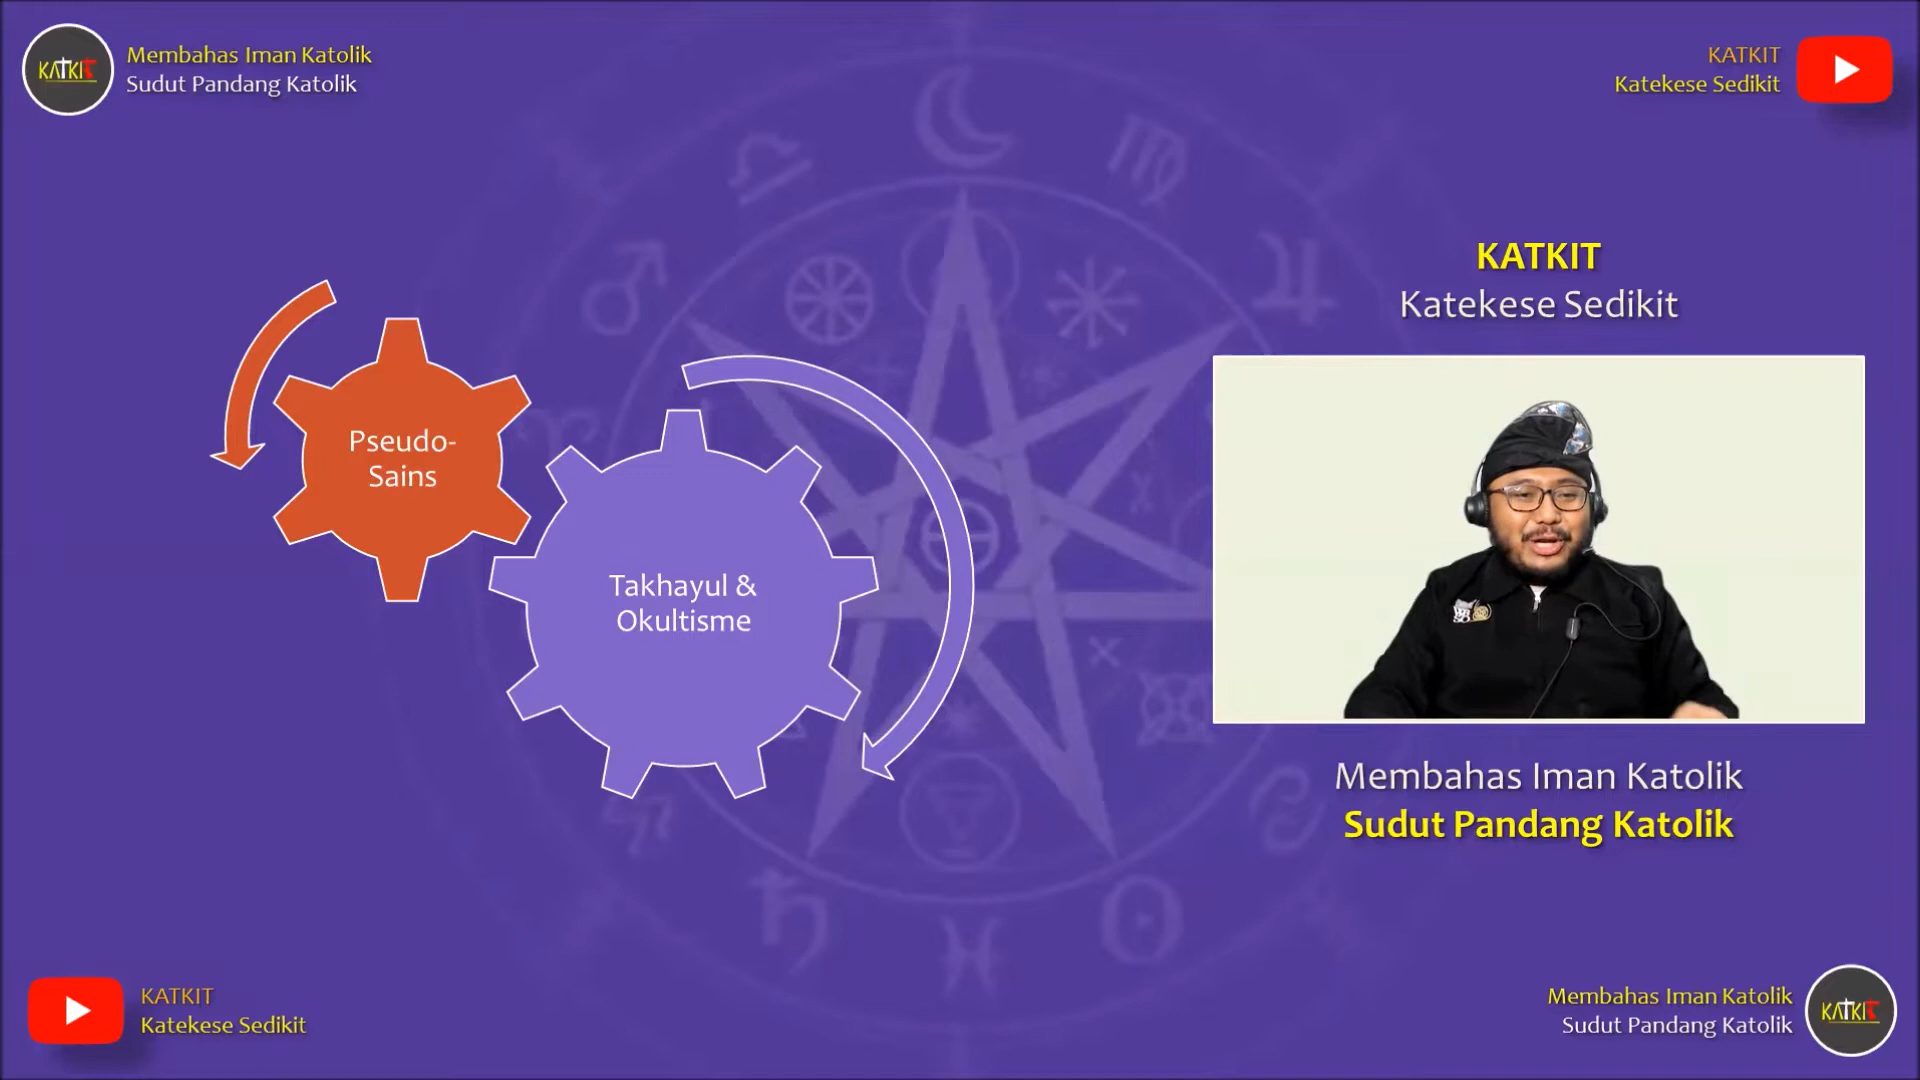 KATKIT
Membahas Iman Katolik
Sudut Pandang Katolik
KATKIT
Katekese Sedikit
Pseudo-
Sains
Takhayul &
Okultisme
KATKIT
Katekese Sedikit
Membahas Iman Katolik
Sudut Pandang Katolik
KATKIT
Katekese Sedikit
Membahas Iman Katolik
Sudut Pandang Katolik
KATKIT